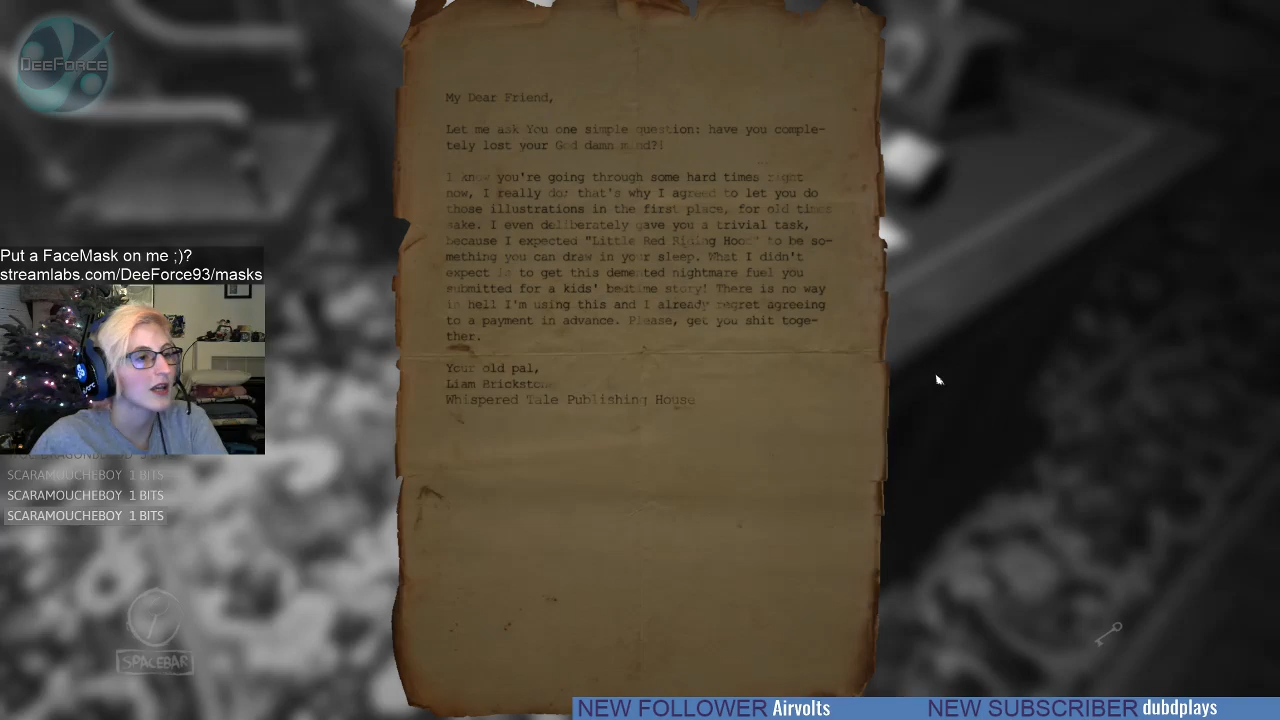 DEEFORCE
My Dear Friend,
Let me ask You one simple question: have you comple-
tely lost your God damn mind?!
I know you're going through some hard times right
now, I really do; that's why I agreed to let you do
those illustrations in the first place, for old times
sake. I even deliberately gave you a trivial task,
because I expected "Little Red Riding Hood" to be so-
mething you can draw in your sleep. What I didn't
expect is to get this demented nightmare fuel you
submitted for a kids' bedtime story! There is no way
in hell I'm using this and I already regret agreeing
to a payment in advance. Please, get you shit toge-
ther.
Your old pal,
Liam Brickstone
Whispered Tale Publishing House
Put a FaceMask on me ;)?
streamlabs.com/DeeForce93/masks
SCARAMOUCHEBOY 1 BITS
SCARAMOUCHEBOY 1 BITS
SCARAMOUCHEBOY 1 BITS
SPACEBAR
NEW FOLLOWER Airvolts
NEW SUBSCRIBER dubdplays